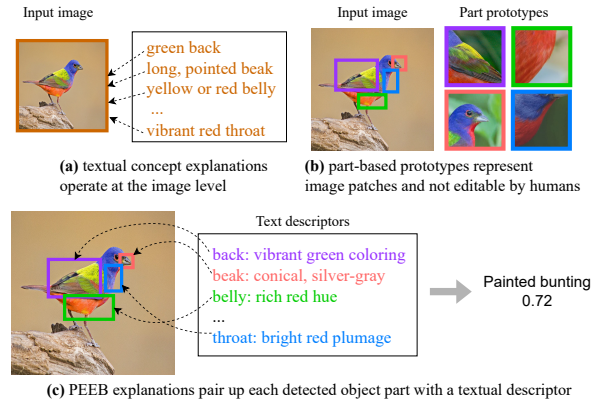 Input image
green back
long, pointed beak
yellow or red belly
...
vibrant red throat
(a) textual concept explanations
operate at the image level
Input image
Part prototypes
(b) part-based prototypes represent
image patches and not editable by humans
Text descriptors
back: vibrant green coloring
beak: conical, silver-gray
belly: rich red hue
...
throat: bright red plumage
Painted bunting
0.72
(c) PEEB explanations pair up each detected object part with a textual descriptor